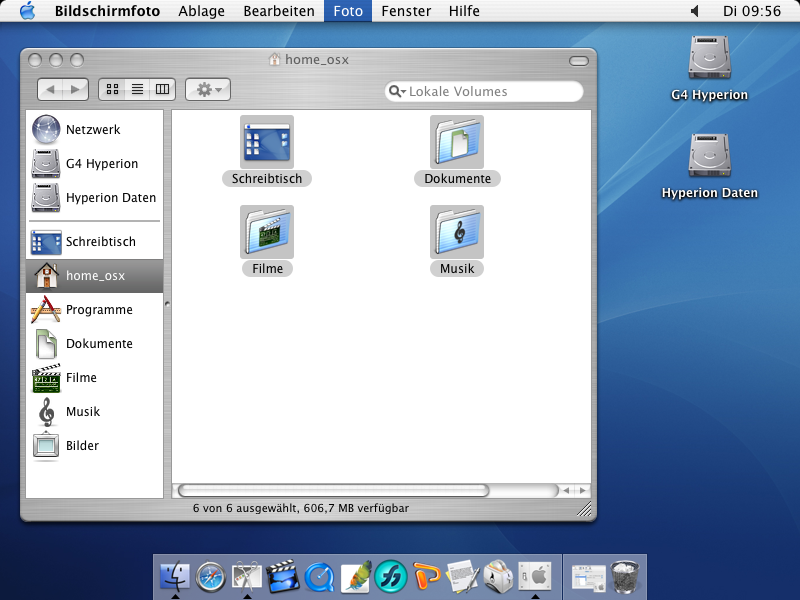 Bildschirmfoto Ablage Bearbeiten Foto Fenster Hilfe Di 09:56
home_osx
Lokale Volumes
Netzwerk
G4 Hyperion
Hyperion Daten
Schreibtisch
home_osx
Programme
Dokumente
Filme
Musik
Bilder
Schreibtisch Dokumente
Filme Musik
6 von 6 ausgewählt, 606,7 MB verfügbar
G4 Hyperion
Hyperion Daten